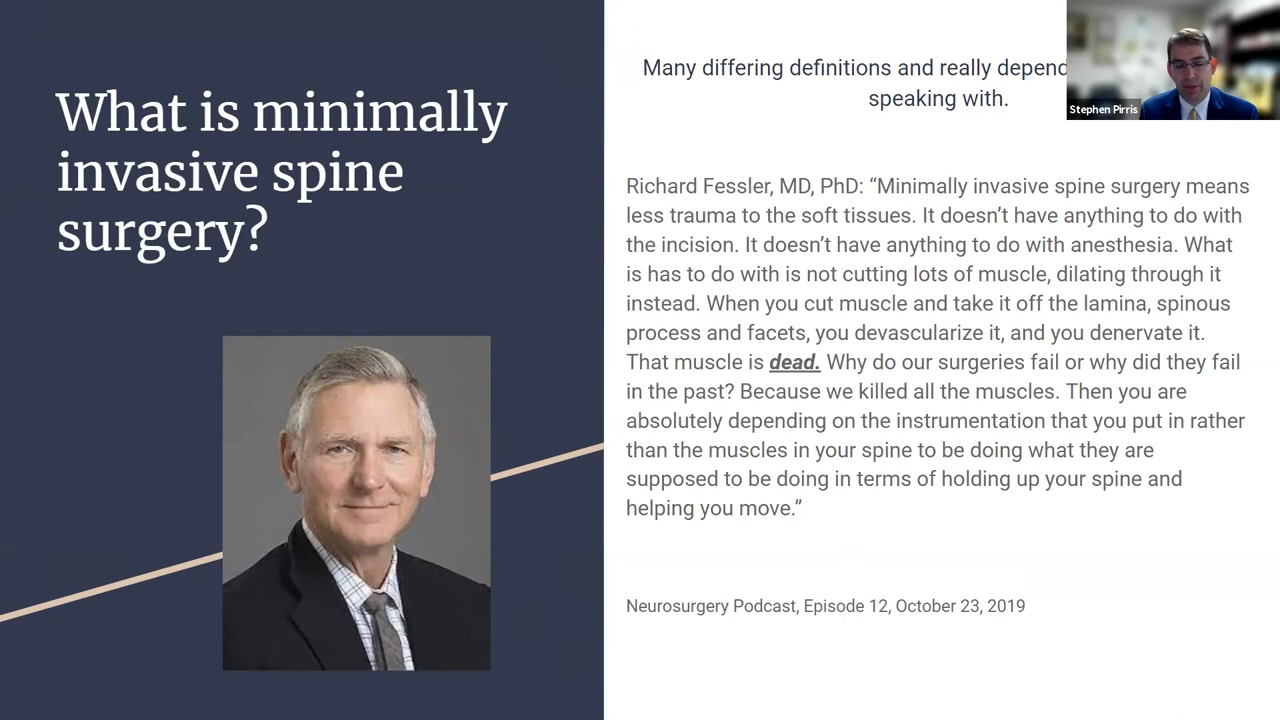 What is minimally
invasive spine
surgery?
Many differing definitions and really depend
speaking with.
Stephen Pirris
Richard Fessler, MD, PhD: “Minimally invasive spine surgery means
less trauma to the soft tissues. It doesn’t have anything to do with
the incision. It doesn’t have anything to do with anesthesia. What
is has to do with is not cutting lots of muscle, dilating through it
instead. When you cut muscle and take it off the lamina, spinous
process and facets, you devascularize it, and you denervate it.
That muscle is dead. Why do our surgeries fail or why did they fail
in the past? Because we killed all the muscles. Then you are
absolutely depending on the instrumentation that you put in rather
than the muscles in your spine to be doing what they are
supposed to be doing in terms of holding up your spine and
helping you move.”
Neurosurgery Podcast, Episode 12, October 23, 2019